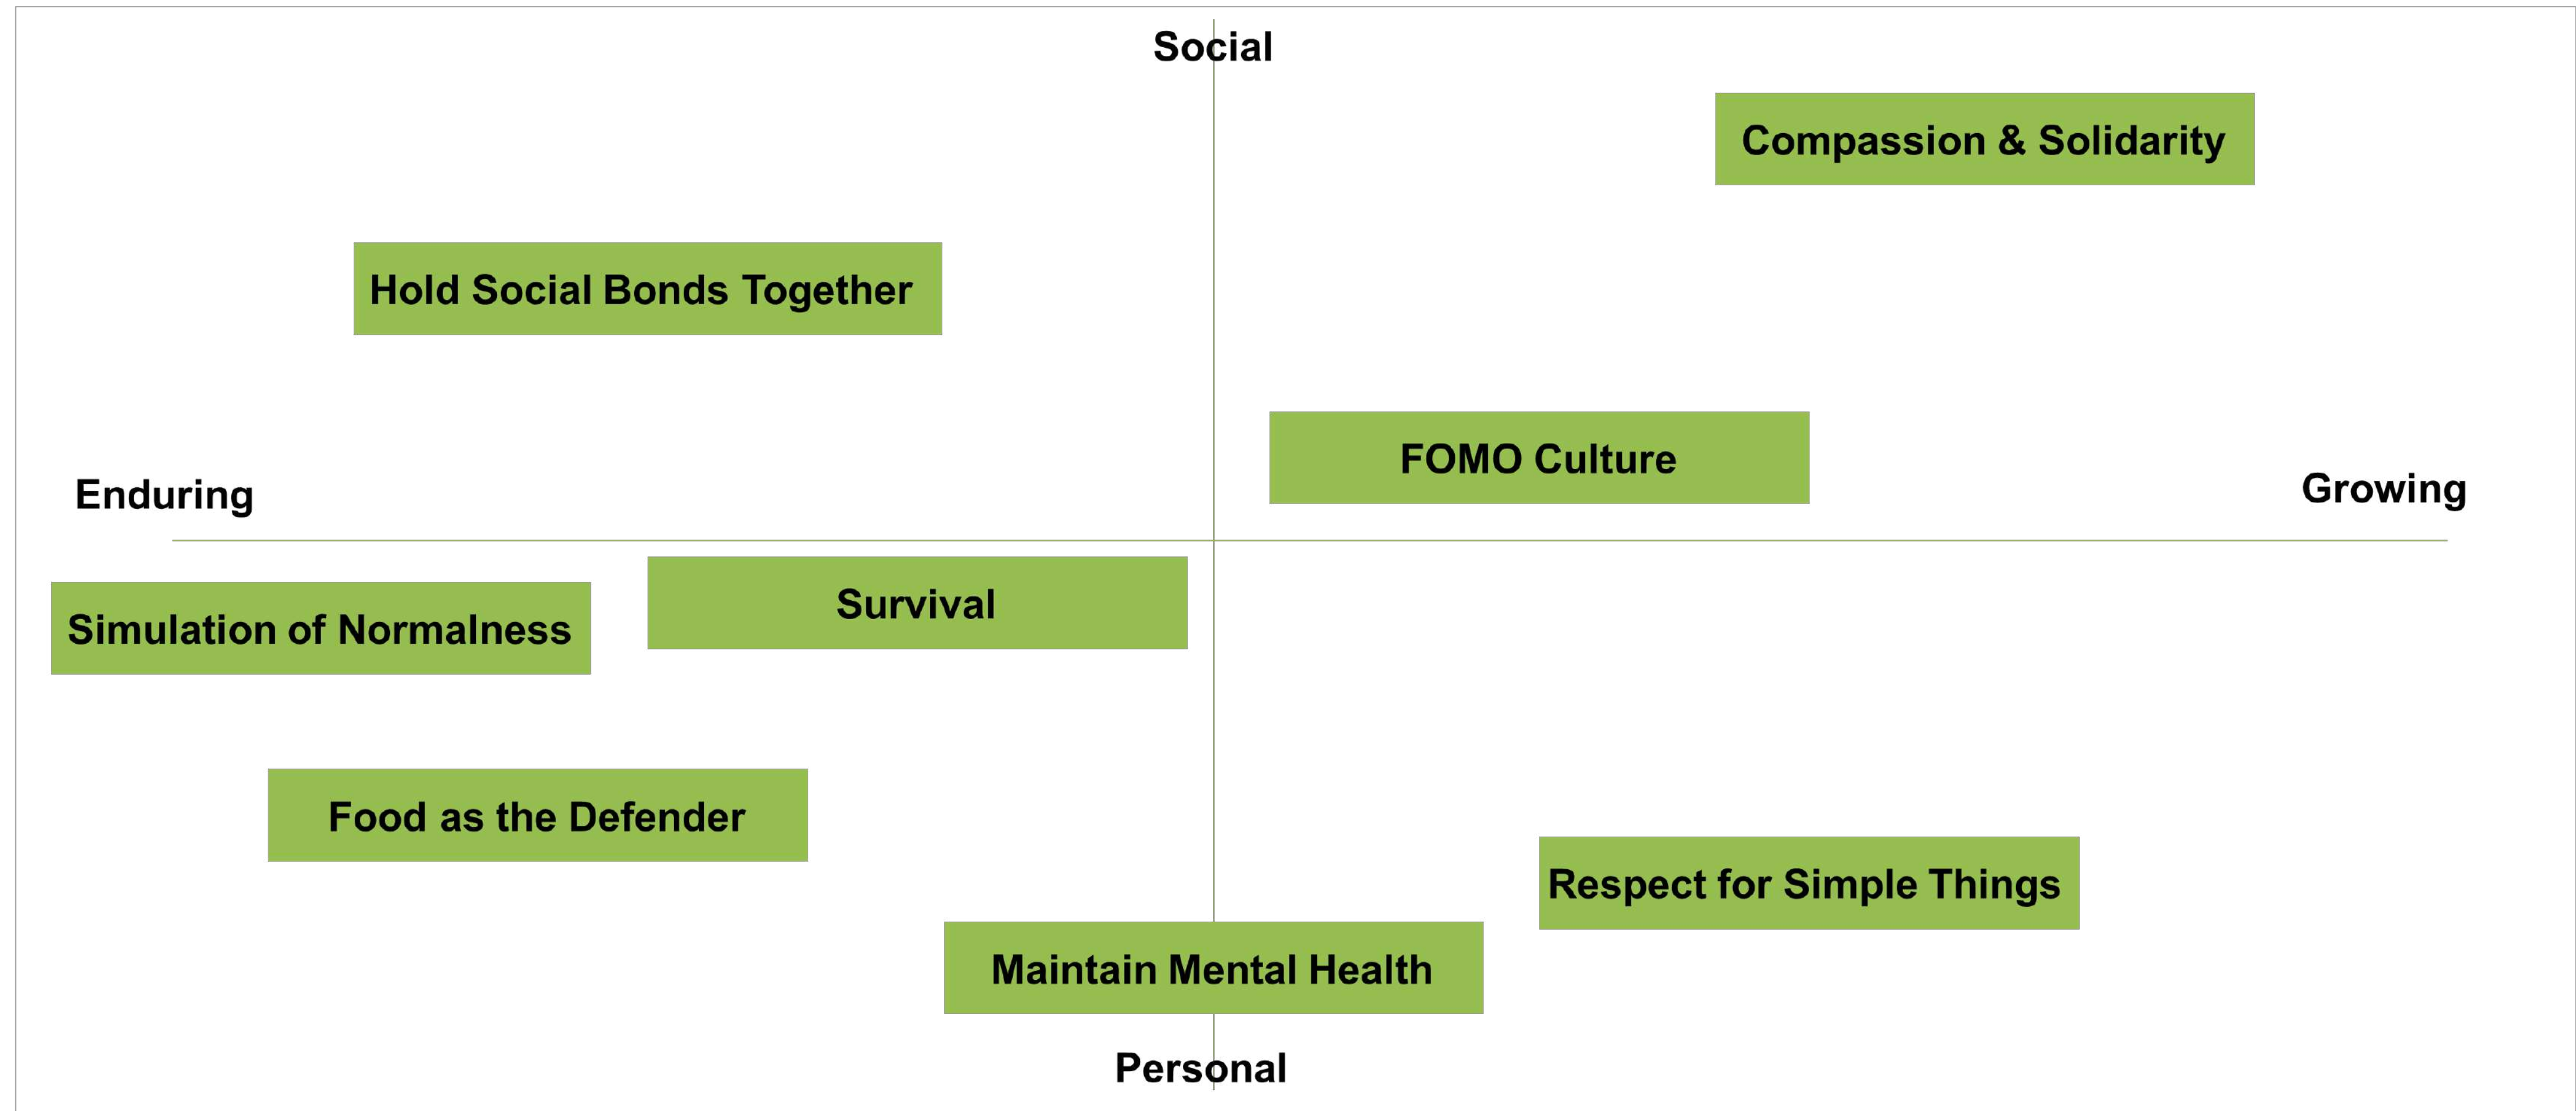 Social
Compassion & Solidarity
Hold Social Bonds Together
FOMO Culture
Enduring
Growing
Survival
Simulation of Normalness
Food as the Defender
Respect for Simple Things
Maintain Mental Health
Personal